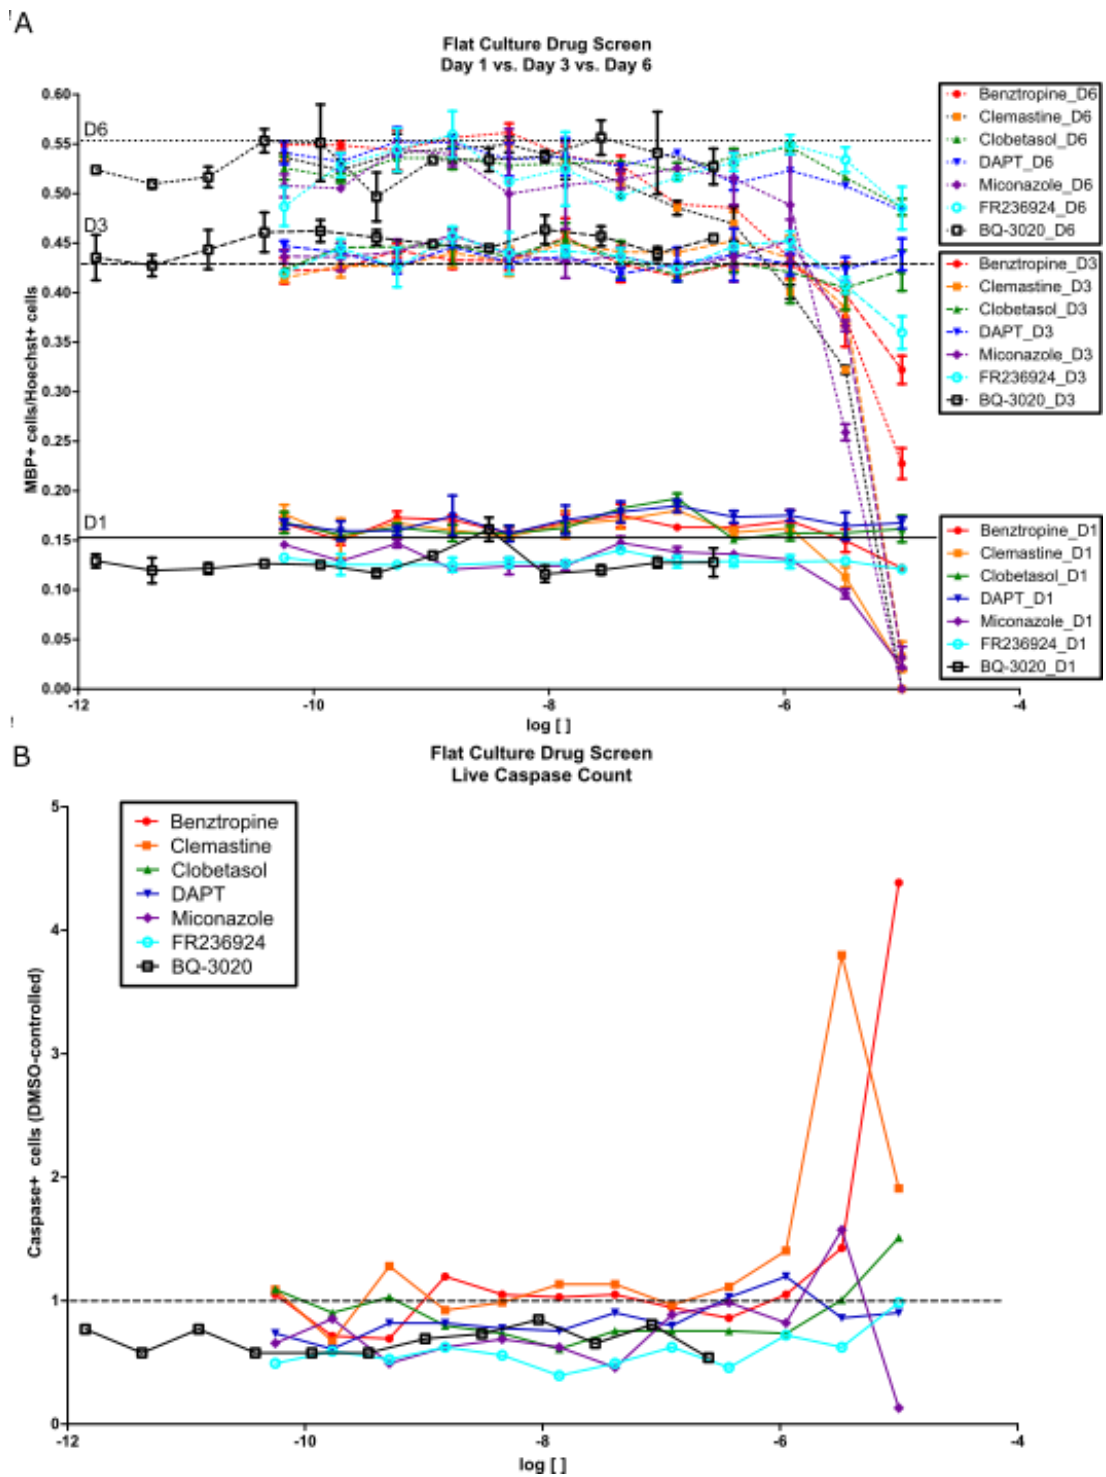 A
Flat Culture Drug Screen
Day 1 vs. Day 3 vs. Day 6
MBP+ cells/Hoechst+ cells
0.60
0.55
0.50
0.45
0.40
0.35
0.30
0.25
0.20
0.15
0.10
0.05
0.00
D6
D3
D1
-12
-10
-8
-6
-4
log [ ]
Benztropine_D6
Clemastine_D6
Clobetasol_D6
DAPT_D6
Miconazole_D6
FR236924_D6
BQ-3020_D6
Benztropine_D3
Clemastine_D3
Clobetasol_D3
DAPT_D3
Miconazole_D3
FR236924_D3
BQ-3020_D3
Benztropine_D1
Clemastine_D1
Clobetasol_D1
DAPT_D1
Miconazole_D1
FR236924_D1
BQ-3020_D1
B
Flat Culture Drug Screen
Live Caspase Count
Caspase+ cells (DMSO-controlled)
5
4
3
2
1
0
Benztropine
Clemastine
Clobetasol
DAPT
Miconazole
FR236924
BQ-3020
-12
-10
-8
-6
-4
log [ ]